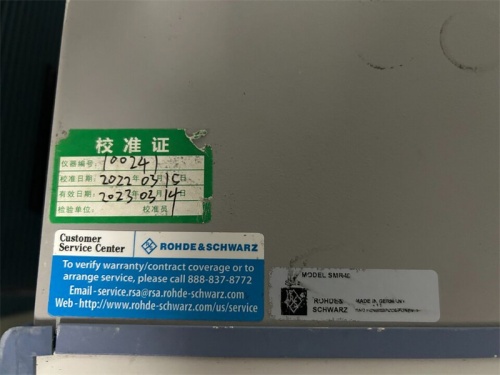 校准证
仪器编号: 100241
校准日期: 2022年03月15日
有效日期: 2023年03月14日
检验单位: 校准员
Customer
Service Center
ROHDE & SCHWARZ
To verify warranty/contract coverage or to
arrange service, please call 888-837-8772
Email - service.rsa@rsa.rohde-schwarz.com
Web - http://www.rohde-schwarz.com/us/service
MODEL
ROHDE&
SCHWARZ
MADE IN GERMANY